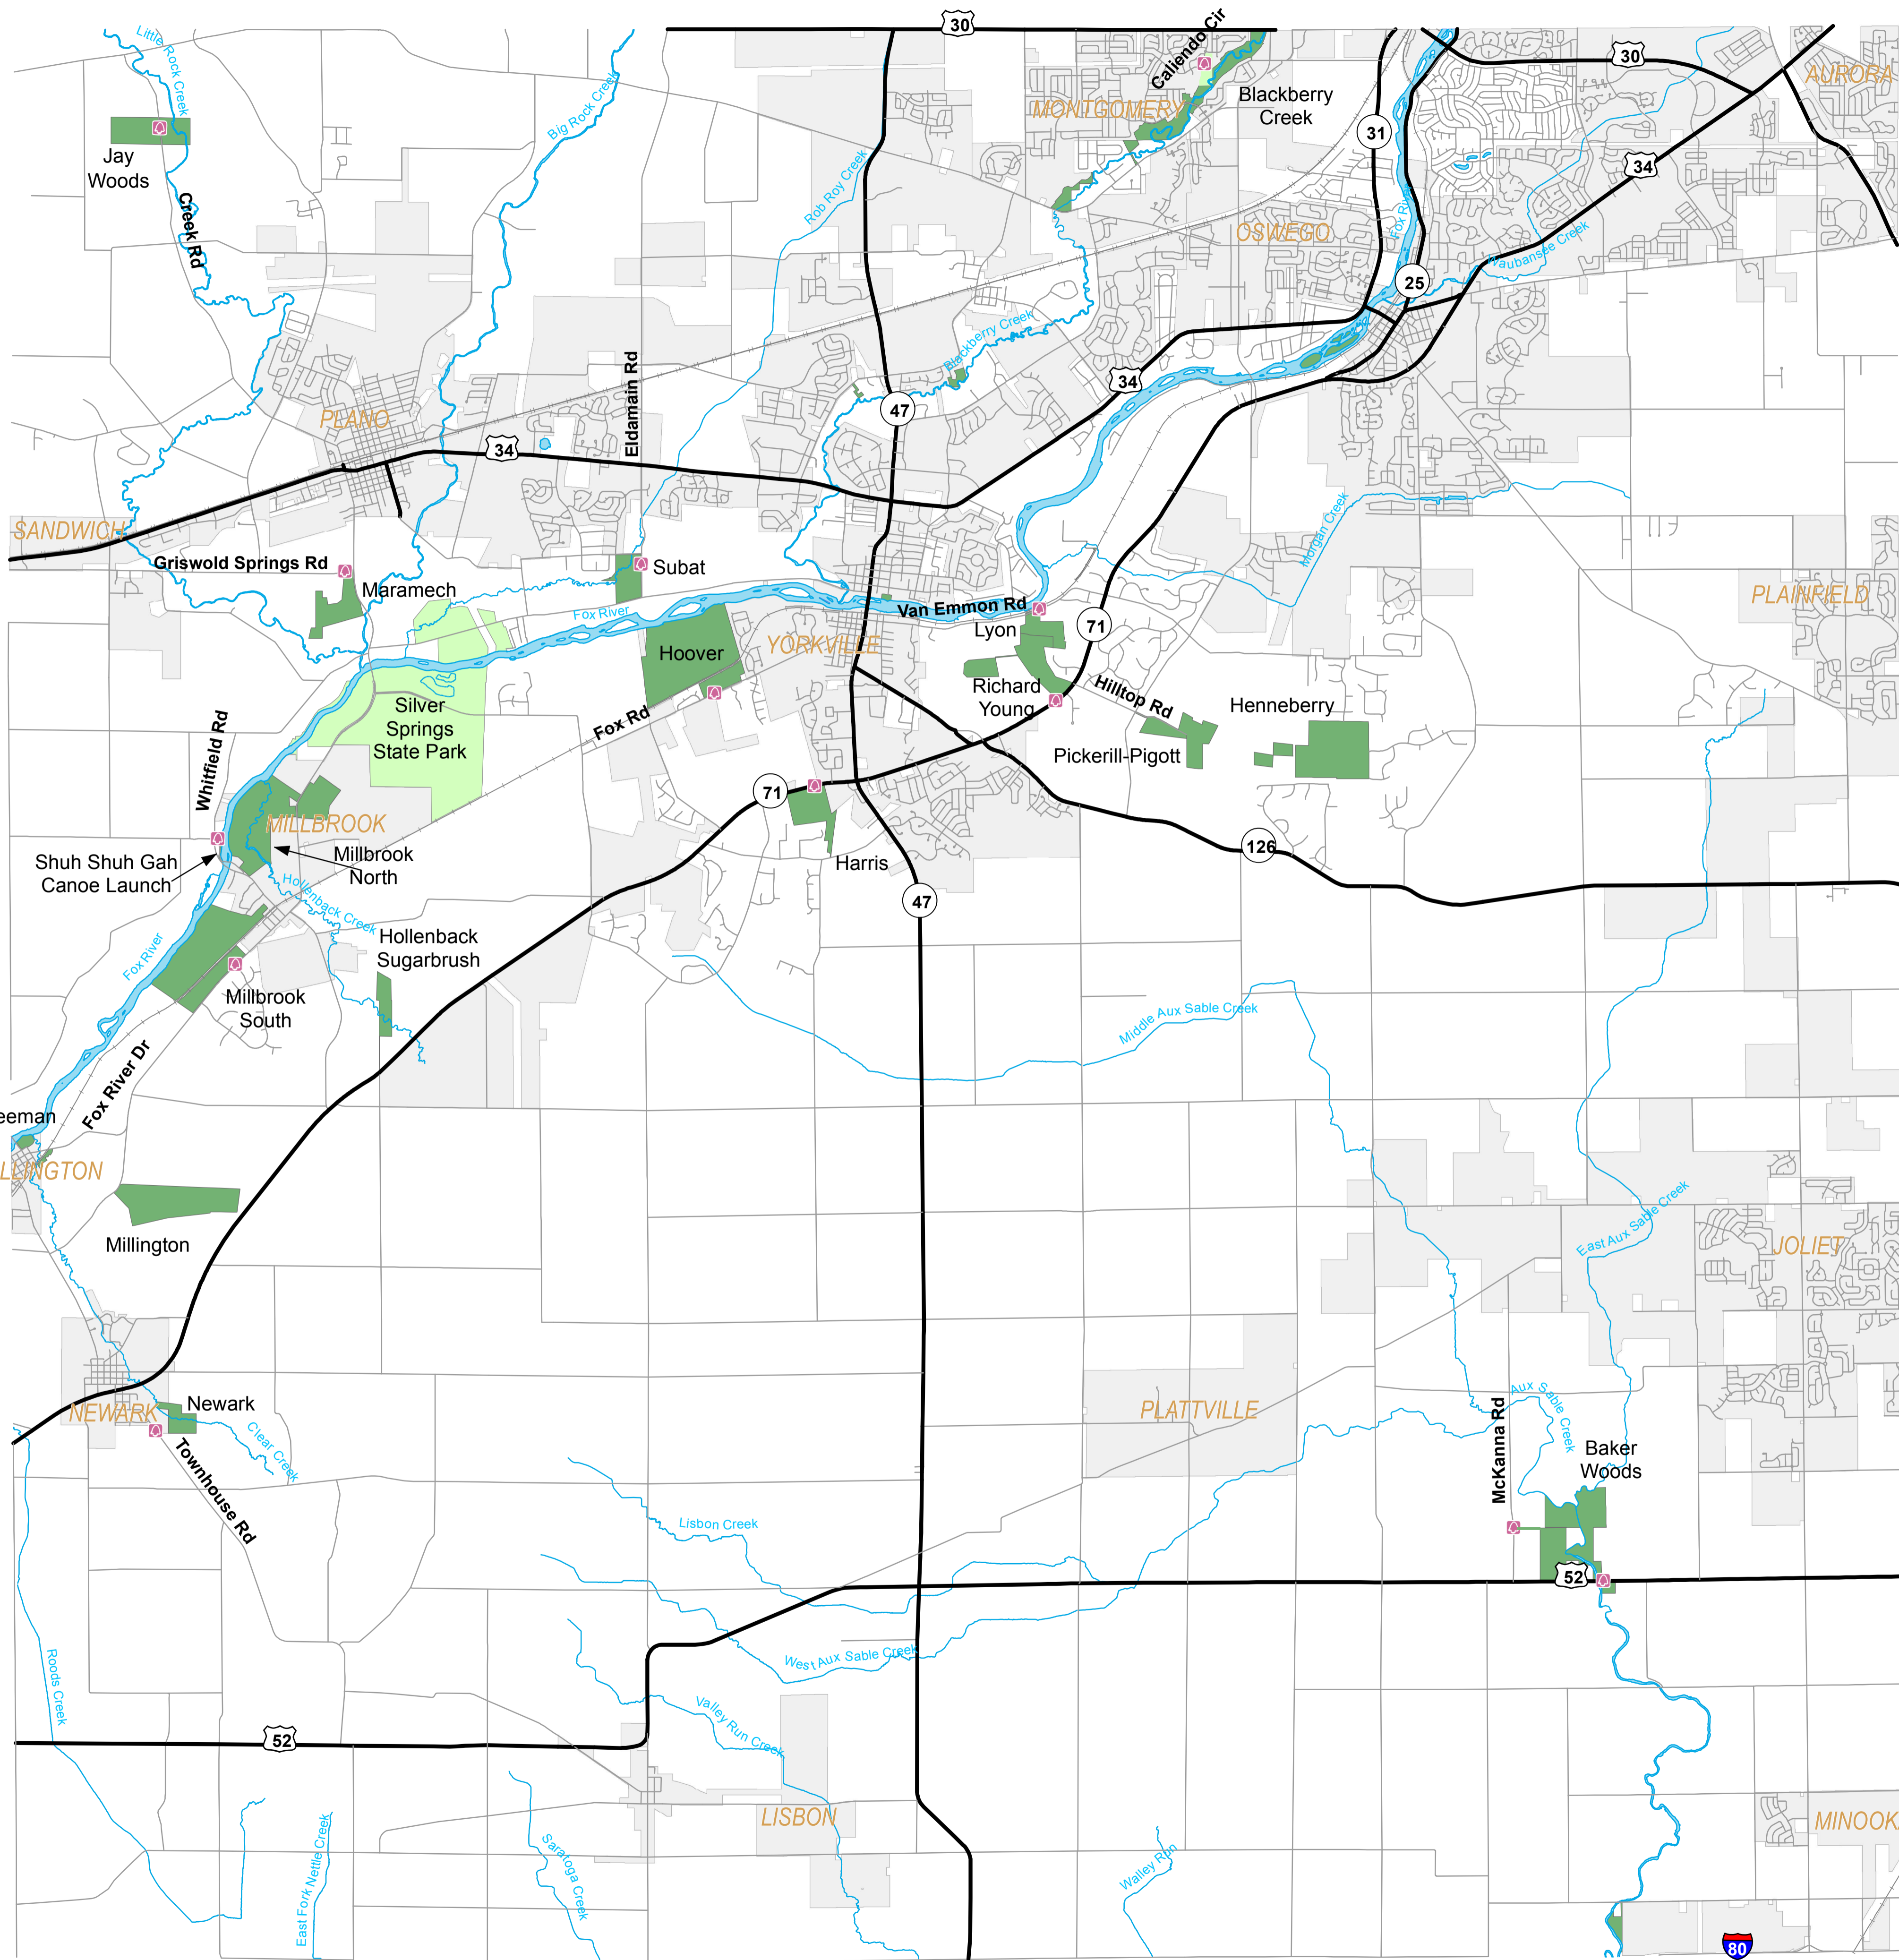 30
Caliendo Cir
Little Rock Creek
Big Rock Creek
30
AURORA
MONTGOMERY
Blackberry
Creek
31
Jay
Woods
34
Rob Roy Creek
Creek Rd
Fox River
OSWEGO
Waubansee Creek
25
Blackberry Creek
Eldamain Rd
34
PLANO
47
34
SANDWICH
Morgan Creek
Griswold Springs Rd
Subat
Maramech
PLAINFIELD
Fox River
Van Emmon Rd
Lyon
71
YORKVILLE
Hoover
Richard
Young
Hilltop Rd
Henneberry
Silver
Springs
State Park
Fox Rd
Pickerill-Pigott
Whitfield Rd
71
MILLBROOK
126
Shuh Shuh Gah
Canoe Launch
Millbrook
North
Harris
Hollenback Creek
47
Hollenback
Sugarbrush
Fox River
Millbrook
South
Middle Aux Sable Creek
Fox River Dr
eeman
LLINGTON
Millington
East Aux Sable Creek
JOLIET
NEWARK
Newark
PLATTVILLE
McKanna Rd
Aux Sable Creek
Clear Creek
Baker
Woods
Townhouse Rd
Lisbon Creek
52
West Aux Sable Creek
Roods Creek
Valley Run Creek
52
LISBON
MINOOK
East Fork Nettle Creek
Saratoga Creek
Walley Run
80